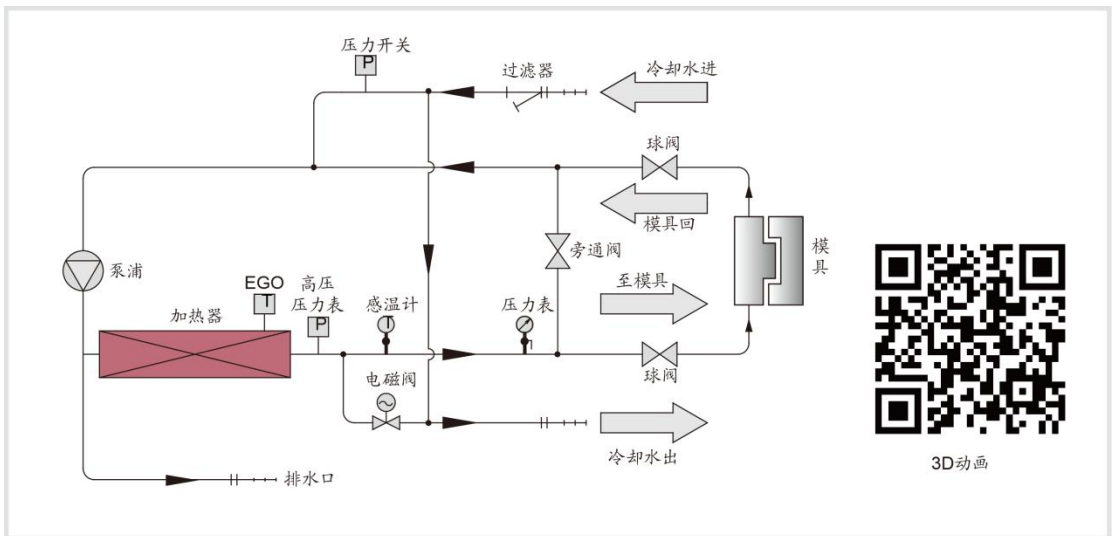 压力开关
P
过滤器
冷却水进
球阀
模具回
旁通阀
模具
泵浦
EGO
T
高压
压力表
P
感温计
T
压力表
至模具
加热器
球阀
电磁阀
冷却水出
排水口
3D动画